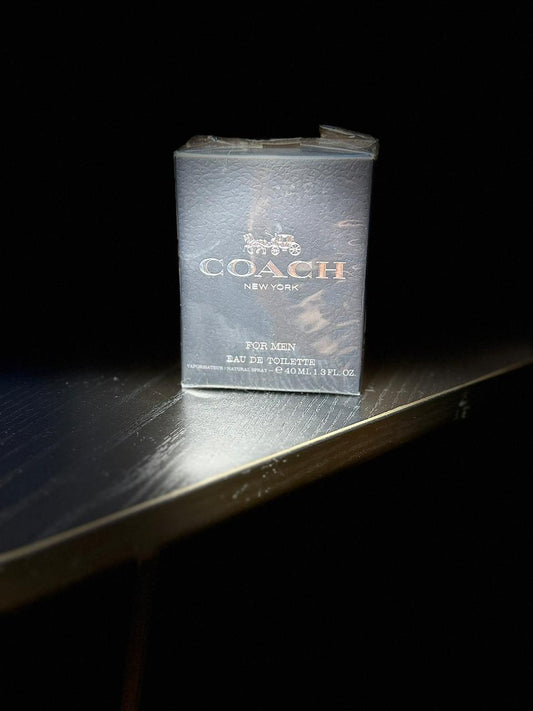 COACH
NEW YORK
FOR MEN
EAU DE TOILETTE
VAPORISATEUR / NATURAL SPRAY – ℮ 40 ML 1.3 FL. OZ.